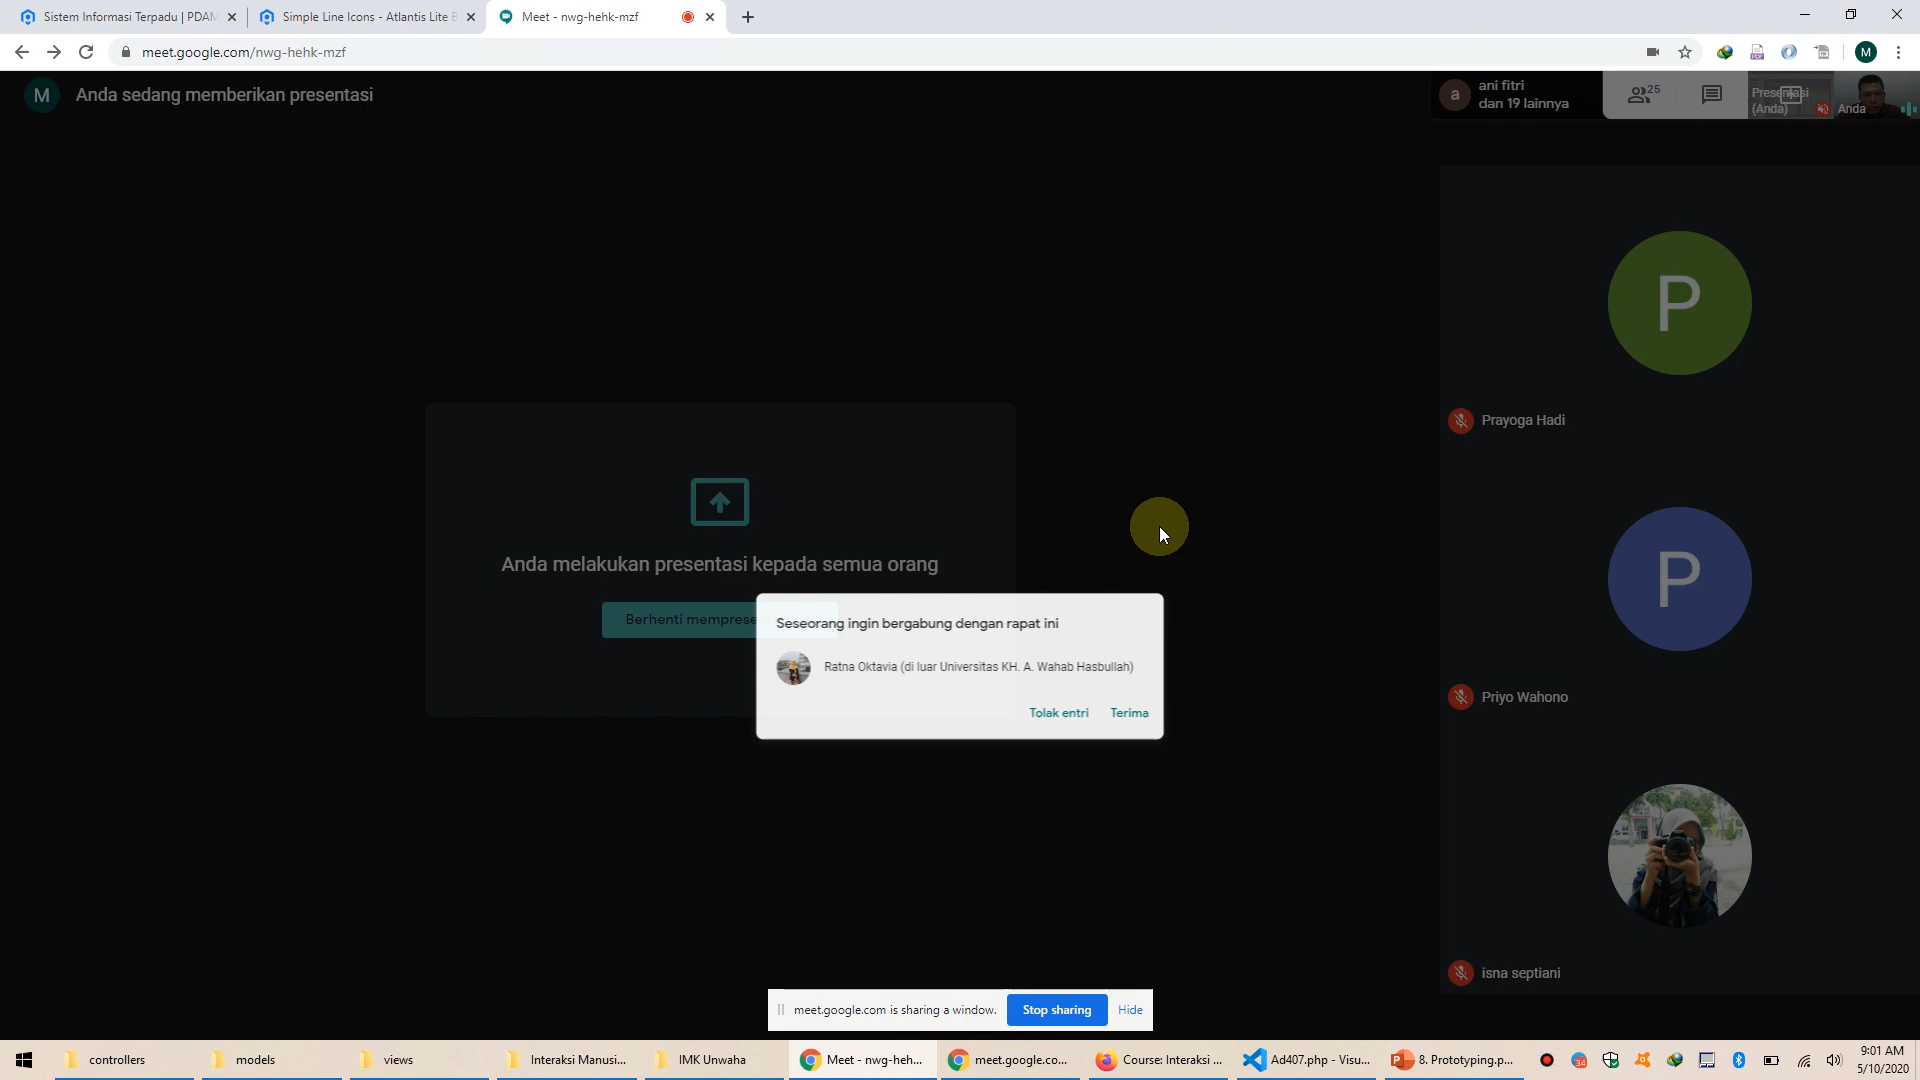 Sistem Informasi Terpadu | PDAM
Simple Line Icons - Atlantis Lite B
Meet - nwg-hehk-mzf
meet.google.com/nwg-hehk-mzf
M
M
Anda sedang memberikan presentasi
a
ani fitri
dan 19 lainnya
25
Presentasi
(Anda)
Anda
P
Prayoga Hadi
Anda melakukan presentasi kepada semua orang
Berhenti mempresen
Seseorang ingin bergabung dengan rapat ini
Ratna Oktavia (di luar Universitas KH. A. Wahab Hasbullah)
Tolak entri Terima
P
Priyo Wahono
isna septiani
meet.google.com is sharing a window. Stop sharing Hide
controllers
models
views
Interaksi Manusi...
IMK Unwaha
Meet - nwg-heh...
meet.google.co...
Course: Interaksi ...
Ad407.php - Visu...
8. Prototyping.p...
34
9:01 AM
5/10/2020